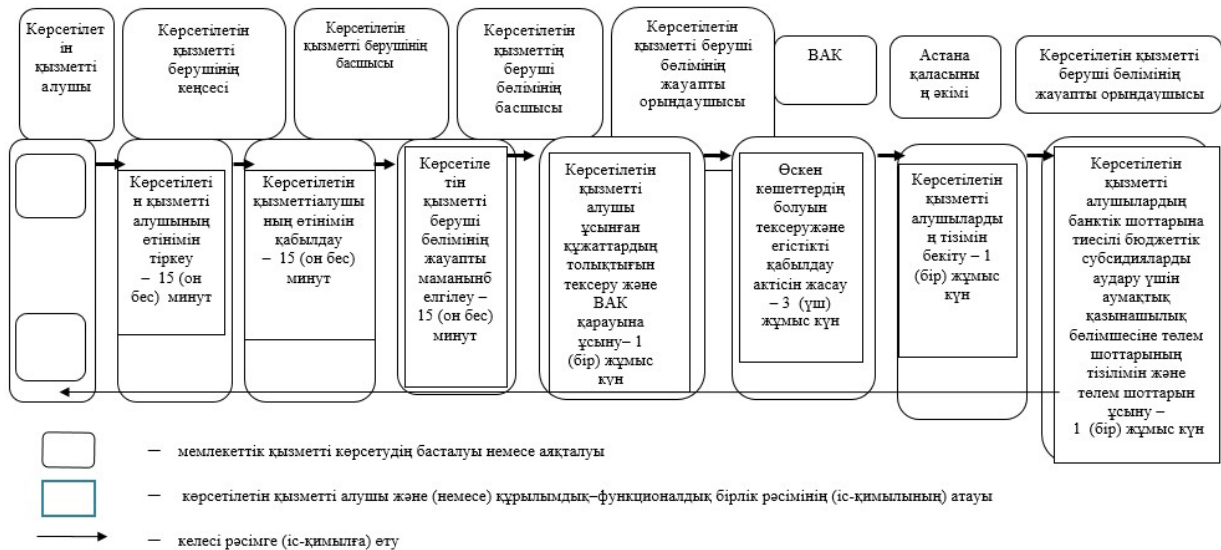 Көрсетілет
ін
қызметті
алушы
Көрсетілетін
қызметті
берушінің
кеңсесі
Көрсетілетін
қызметті берушінің
басшысы
Көрсетілетін
қызметтің
беруші
бөлімінің
басшысы
Көрсетілетін
қызметті беруші
бөлімінің
жауапты
орындаушысы
ВАК
Астана
қаласыны
ң әкімі
Көрсетілетін қызметті
беруші бөлімінің
жауапты орындаушысы
Көрсетілеті
н қызметті
алушының
өтінімін
тіркеу
– 15 (он
бес) минут
Көрсетілетін
қызметтіалушы
ның өтінімін
қабылдау
– 15 (он бес)
минут
Көрсетіле
тін
қызметті
беруші
бөлімінің
жауапты
маманынб
елгілеу –
15 (он бес)
минут
Көрсетілетін
қызметті
алушы
ұсынған
құжаттардың
толықтығын
тексеру және
ВАК
қарауына
ұсыну– 1
(бір) жұмыс
күн
Өскен
көшеттердің
болуын
тексеружәне
егістікті
қабылдау
актісін жасау
– 3 (үш)
жұмыс күн
Көрсетілетін
қызметті
алушыларды
ң тізімін
бекіту – 1
(бір) жұмыс
күн
Көрсетілетін
қызметті
алушылардың
банктік шоттарына
тиесілі бюджеттік
субсидияларды
аудару үшін
аумақтық
қазынашылық
бөлімшесіне төлем
шоттарының
тізілімін және
төлем шоттарын
ұсыну –
1 (бір) жұмыс күн
– мемлекеттік қызметті көрсетудің басталуы немесе аяқталуы
– көрсетілетін қызметті алушы және (немесе) құрылымдық–функционалдық бірлік рәсімінің (іс-қимылының) атауы
– келесі рәсімге (іс-қимылға) өту